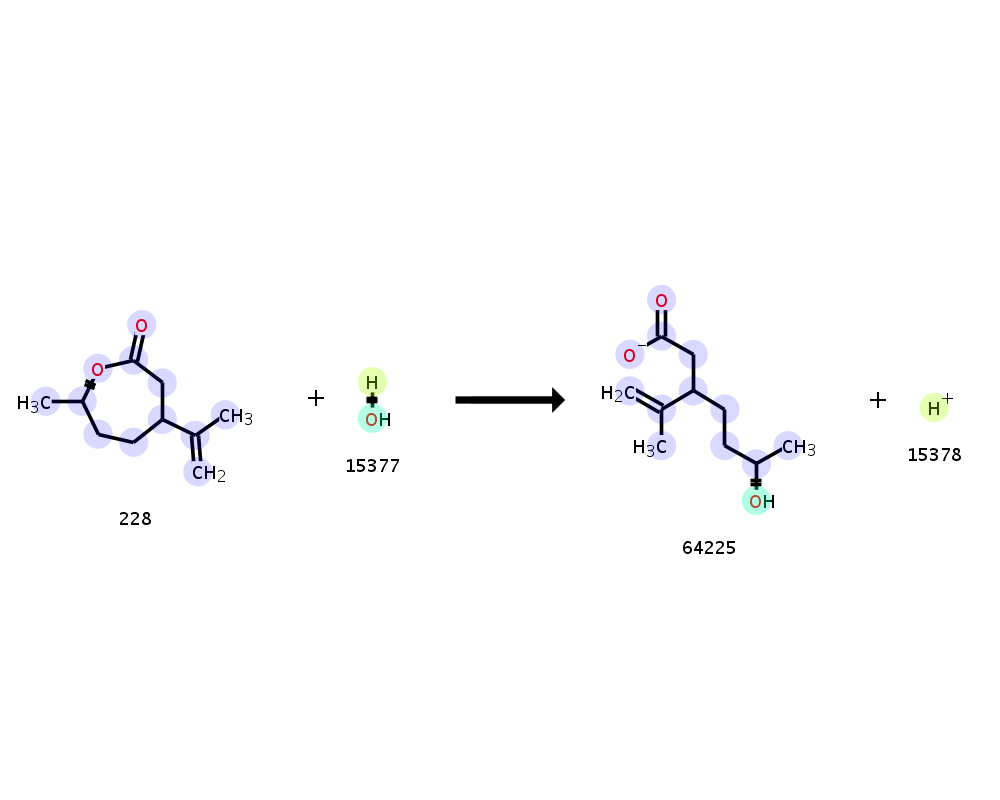 O
O
H₃C
CH₃
CH₂
228
+
H
OH
15377
O
O⁻
H₂C
H₃C
CH₃
OH
64225
+
H⁺
15378